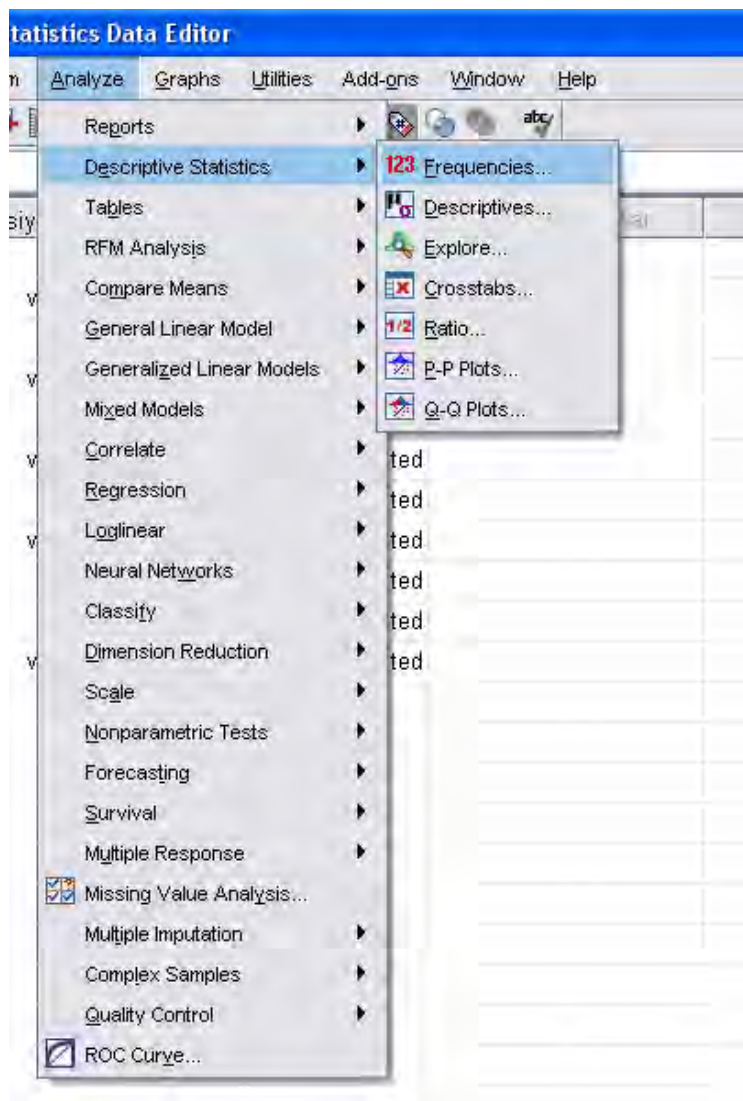 tatistics Data Editor
Analyze Graphs Utilities Add-ons Window Help
Reports
Descriptive Statistics
Tables
RFM Analysis
Compare Means
General Linear Model
Generalized Linear Models
Mixed Models
Correlate
Regression
Loglinear
Neural Networks
Classify
Dimension Reduction
Scale
Nonparametric Tests
Forecasting
Survival
Multiple Response
Missing Value Analysis...
Multiple Imputation
Complex Samples
Quality Control
ROC Curve...
123 Frequencies...
μσ Descriptives...
Explore...
Crosstabs...
1/2 Ratio...
P-P Plots...
Q-Q Plots...
abc
siy
ted
ted
ted
ted
ted
ted